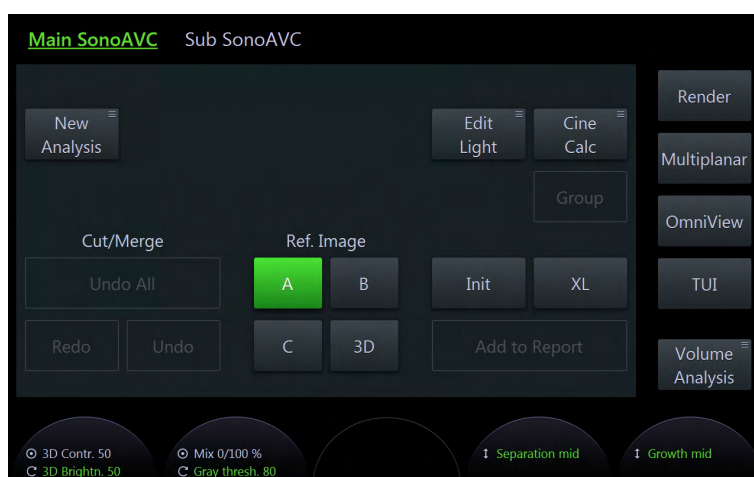 Main SonoAVC Sub SonoAVC
Render
New Analysis
Edit Light
Cine Calc
Multiplanar
Group
OmniView
Cut/Merge
Ref. Image
Undo All
A
B
Init
XL
TUI
Redo
Undo
C
3D
Add to Report
Volume Analysis
3D Contr. 50
3D Brightn. 50
Mix 0/100 %
Gray thresh. 80
Separation mid
Growth mid